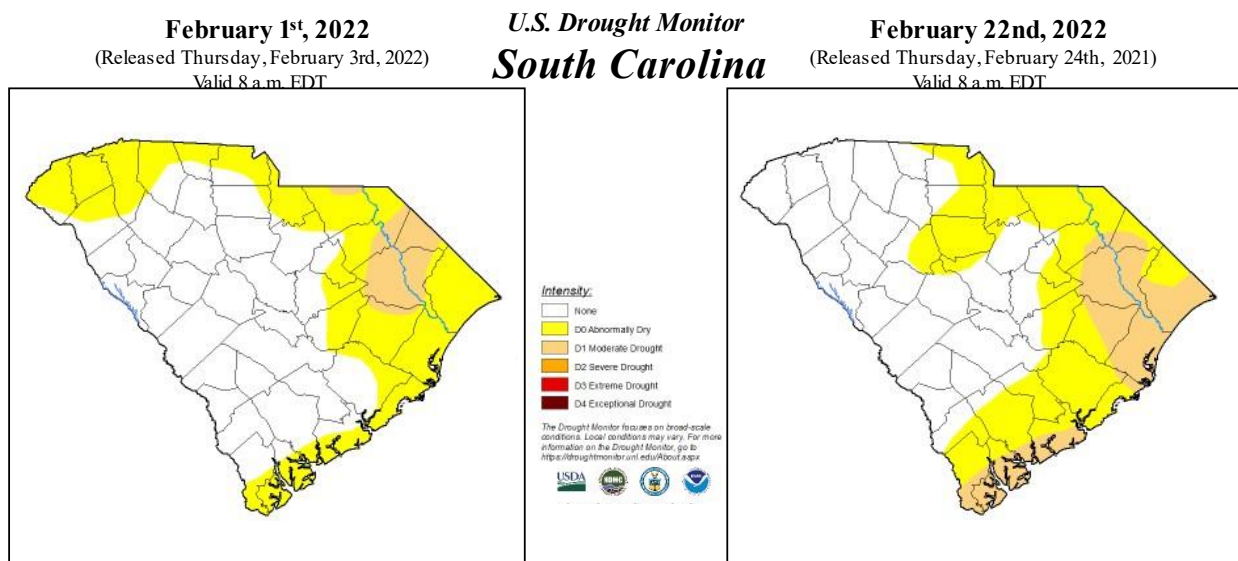 February 1st, 2022
(Released Thursday, February 3rd, 2022)
Valid 8 a.m. EDT
U.S. Drought Monitor
South Carolina
February 22nd, 2022
(Released Thursday, February 24th, 2021)
Valid 8 a.m. EDT
Intensity:
None
D0 Abnormally Dry
D1 Moderate Drought
D2 Severe Drought
D3 Extreme Drought
D4 Exceptional Drought
The Drought Monitor focuses on broad-scale
conditions. Local conditions may vary. For more
information on the Drought Monitor, go to
https://droughtmonitor.unl.edu/About.aspx
USDA
NDMC